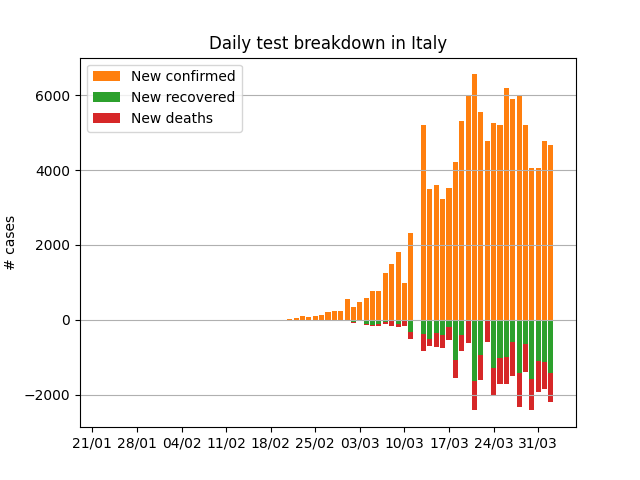 Daily test breakdown in Italy
New confirmed
New recovered
New deaths
# cases
6000
4000
2000
0
−2000
21/01 28/01 04/02 11/02 18/02 25/02 03/03 10/03 17/03 24/03 31/03